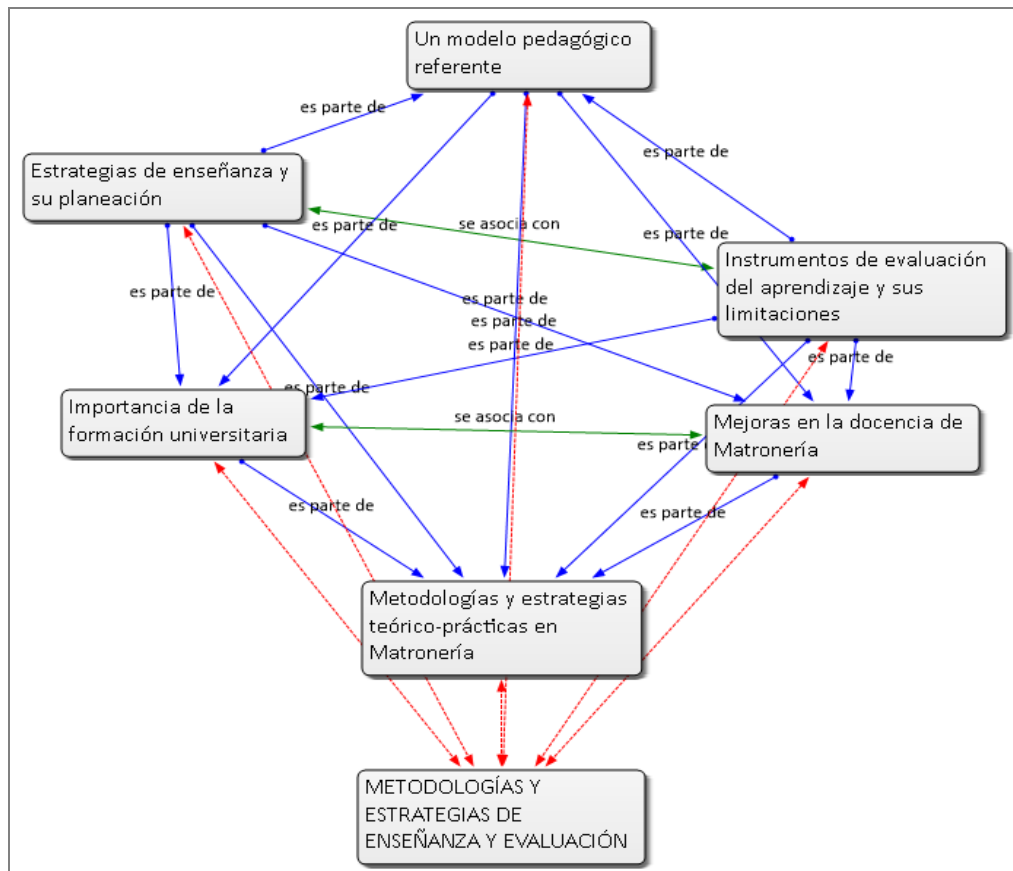 Un modelo pedagógico
referente
es parte de
Estrategias de enseñanza y
su planeación
es parte de
es parte de
se asocia con
es parte de
Instrumentos de evaluación
del aprendizaje y sus
limitaciones
es parte de
es parte de
es parte de
es parte de
es parte de
es parte de
Importancia de la
formación universitaria
se asocia con
Mejoras en la docencia de
Matronería
es parte
es parte de
es parte de
Metodologías y estrategias
teórico-prácticas en
Matronería
METODOLOGÍAS Y
ESTRATEGIAS DE
ENSEÑANZA Y EVALUACIÓN